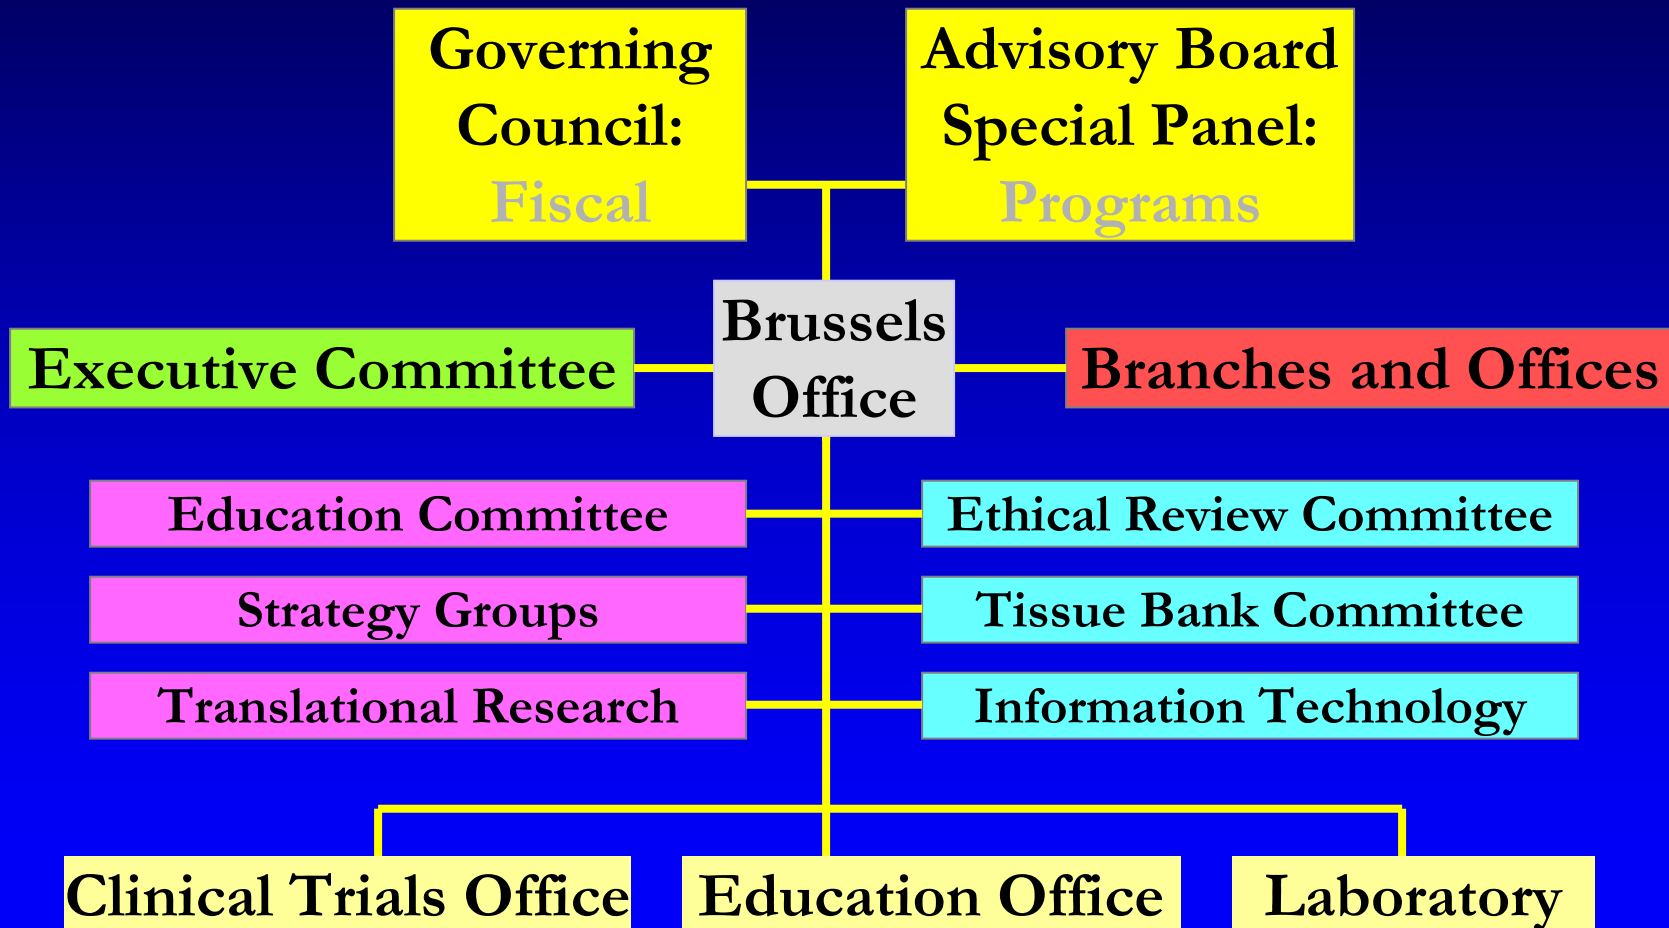 Governing
Council:
Fiscal
Advisory Board
Special Panel:
Programs
Brussels
Office
Executive Committee
Branches and Offices
Education Committee
Ethical Review Committee
Strategy Groups
Tissue Bank Committee
Translational Research
Information Technology
Clinical Trials Office
Education Office
Laboratory